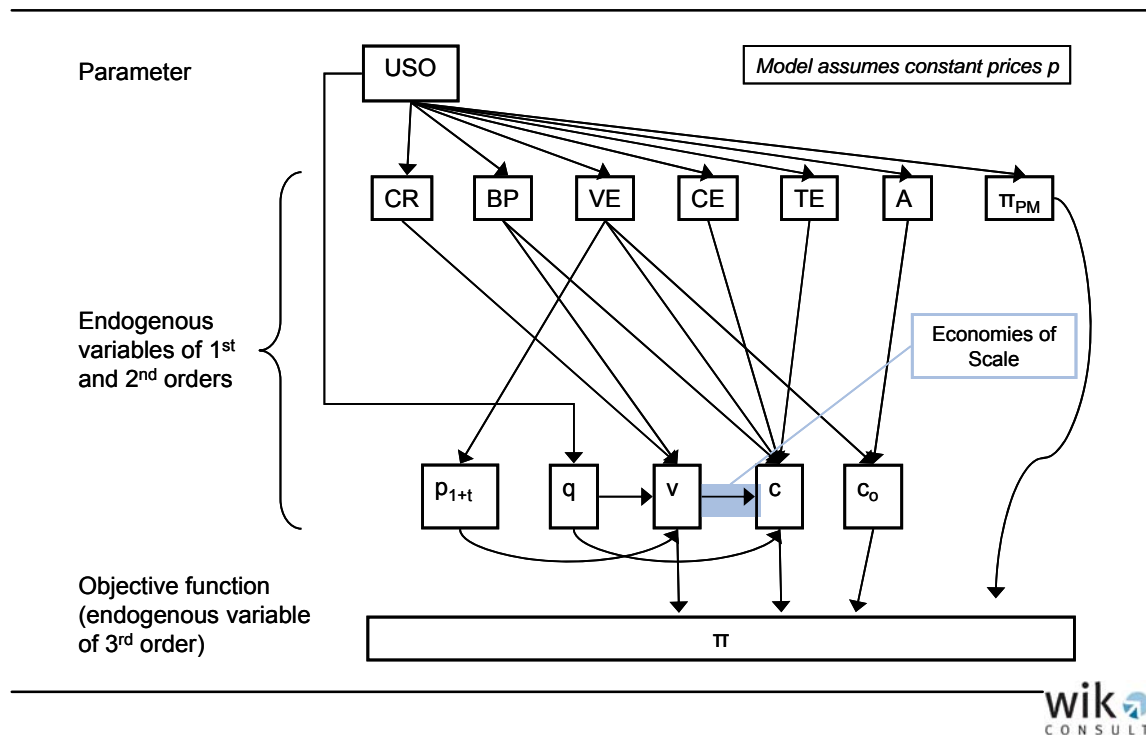 Parameter
USO
Model assumes constant prices p
CR
BP
VE
CE
TE
A
πPM
Endogenous
variables of 1st
and 2nd orders
Economies of
Scale
p1+t
q
v
c
co
Objective function
(endogenous variable
of 3rd order)
π
wik
CONSULT